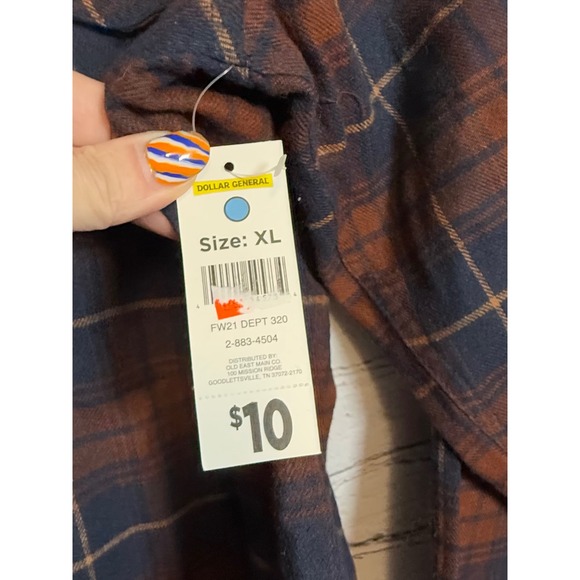 DOLLAR GENERAL
Size: XL
FW21 DEPT 320
2-883-4504
DISTRIBUTED BY:
OLD EAST MAIN CO.
100 MISSION RIDGE
GOODLETTSVILLE, TN 37072-2170
$10